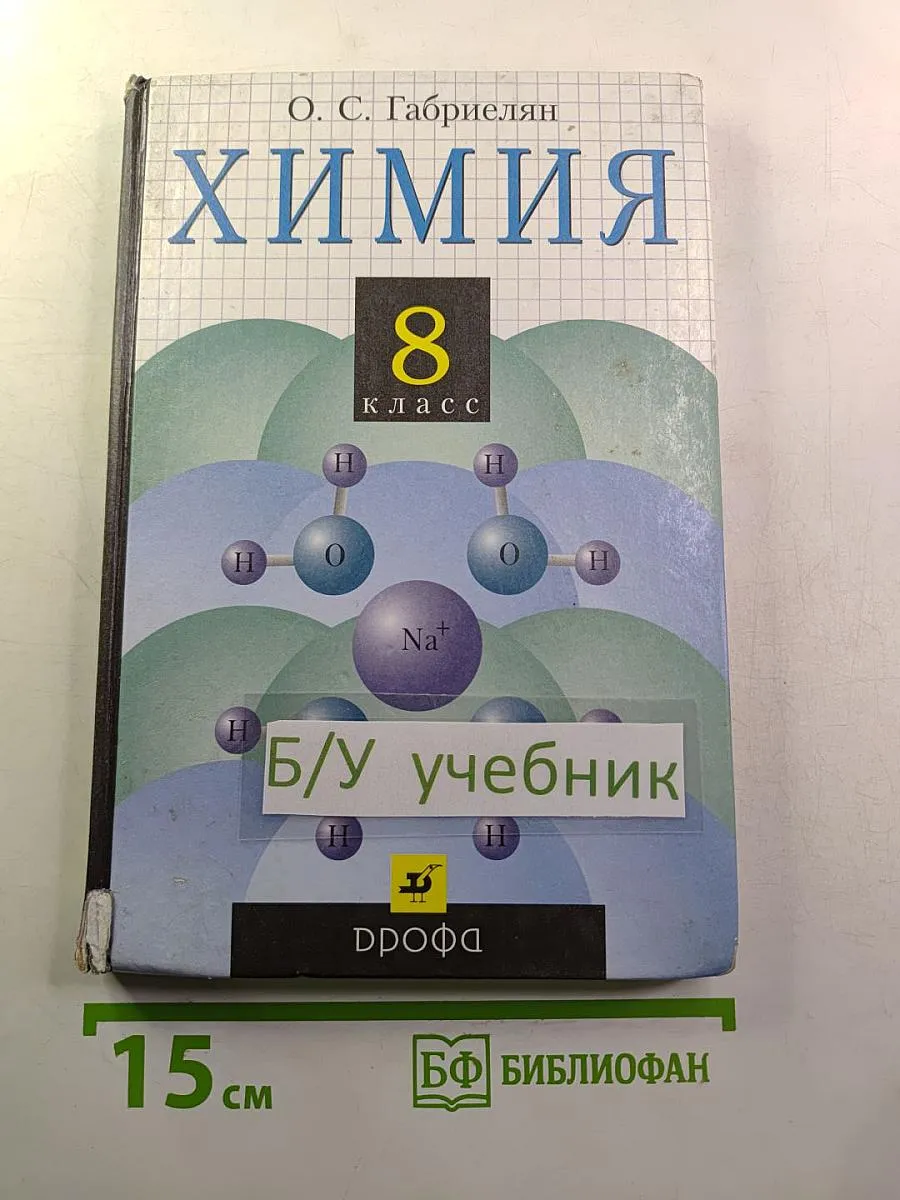 О. С. Габриелян
ХИМИЯ
8
класс
H H
H O O H
Na+
H
Б/У учебник
H H
дрофа
15 см
БФ БИБЛИОФАН